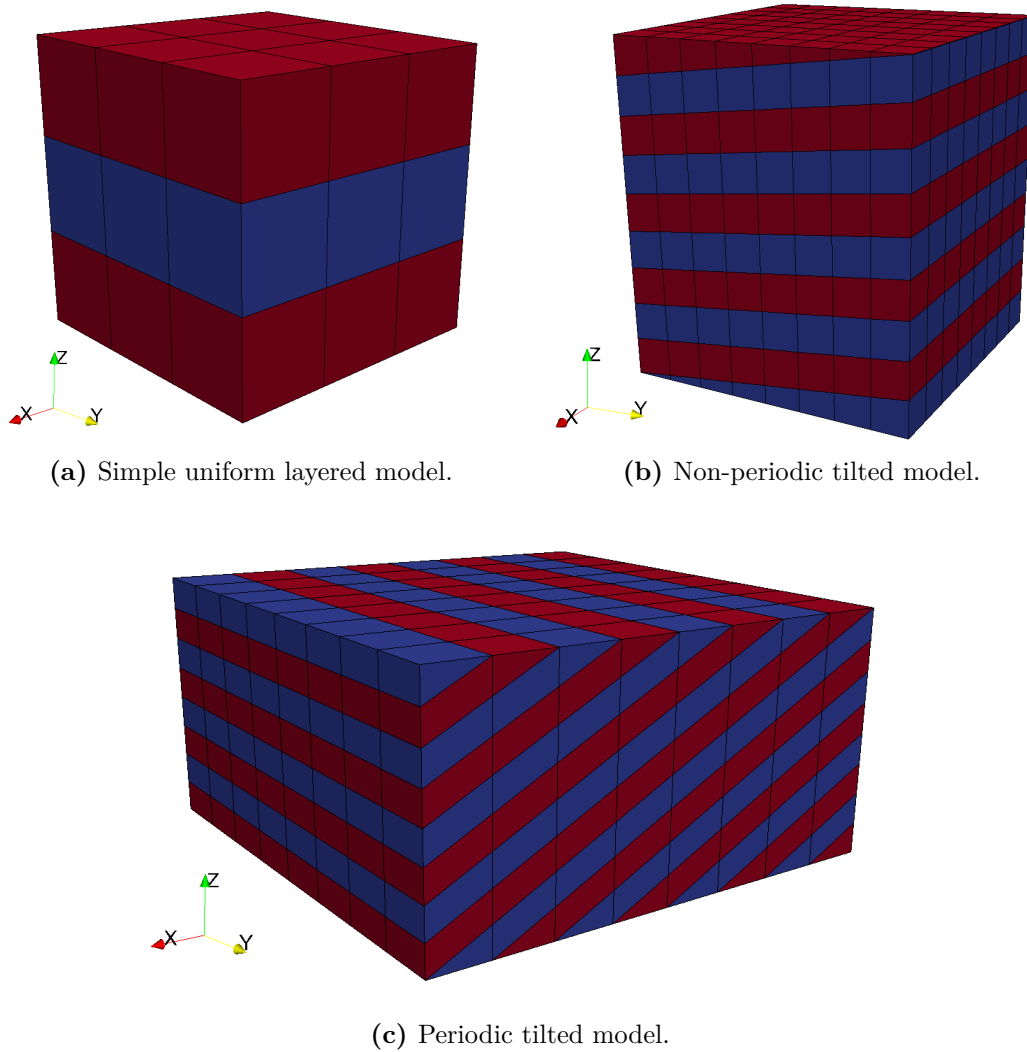 Z
X
Y
Z
X
Y
(a) Simple uniform layered model.
(b) Non-periodic tilted model.
Z
X
Y
(c) Periodic tilted model.